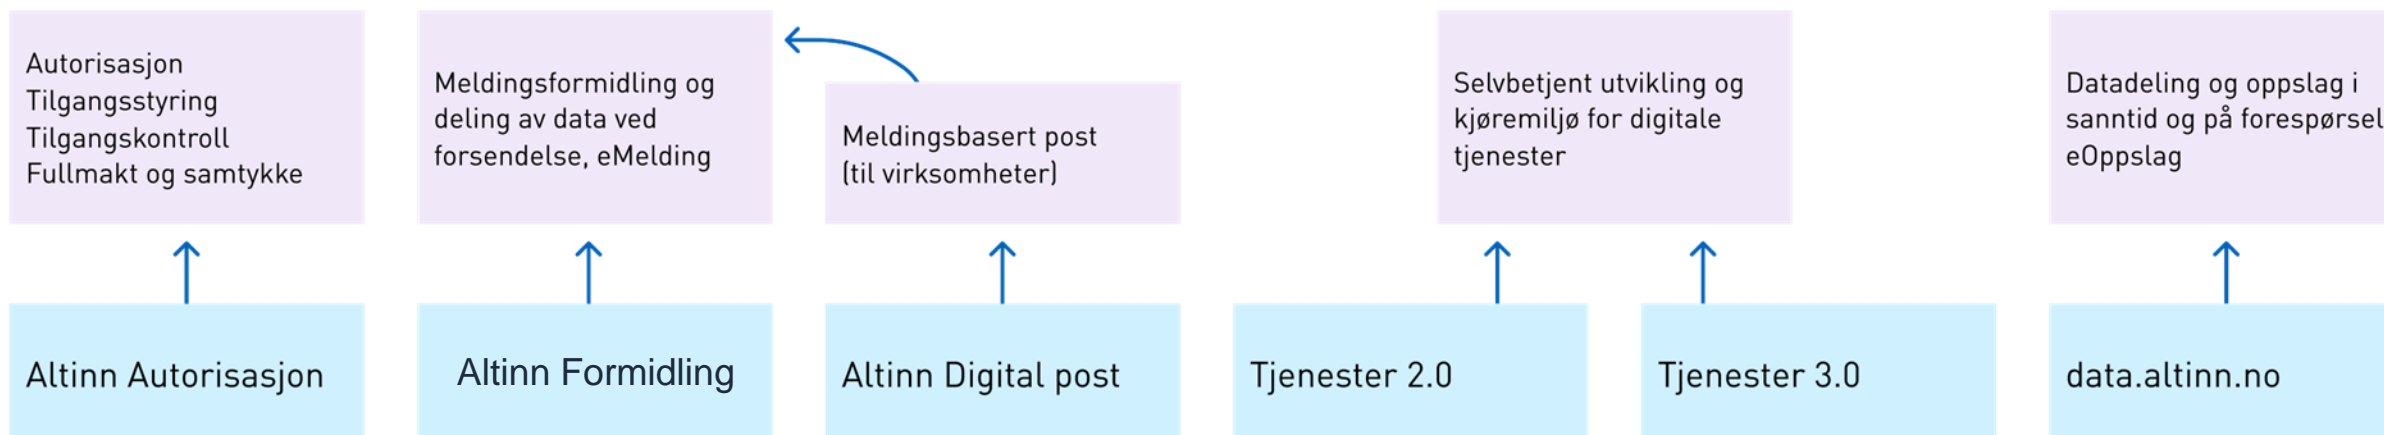 Autorisasjon
Tilgangsstyring
Tilgangskontroll
Fullmakt og samtykke
Meldingsformidling og
deling av data ved
forsendelse, eMelding
Meldingsbasert post
(til virksomheter)
Selvbetjent utvikling og
kjøremiljø for digitale
tjenester
Datadeling og oppslag i
sanntid og på forespørsel
eOppslag
Altinn Autorisasjon
Altinn Formidling
Altinn Digital post
Tjenester 2.0
Tjenester 3.0
data.altinn.no